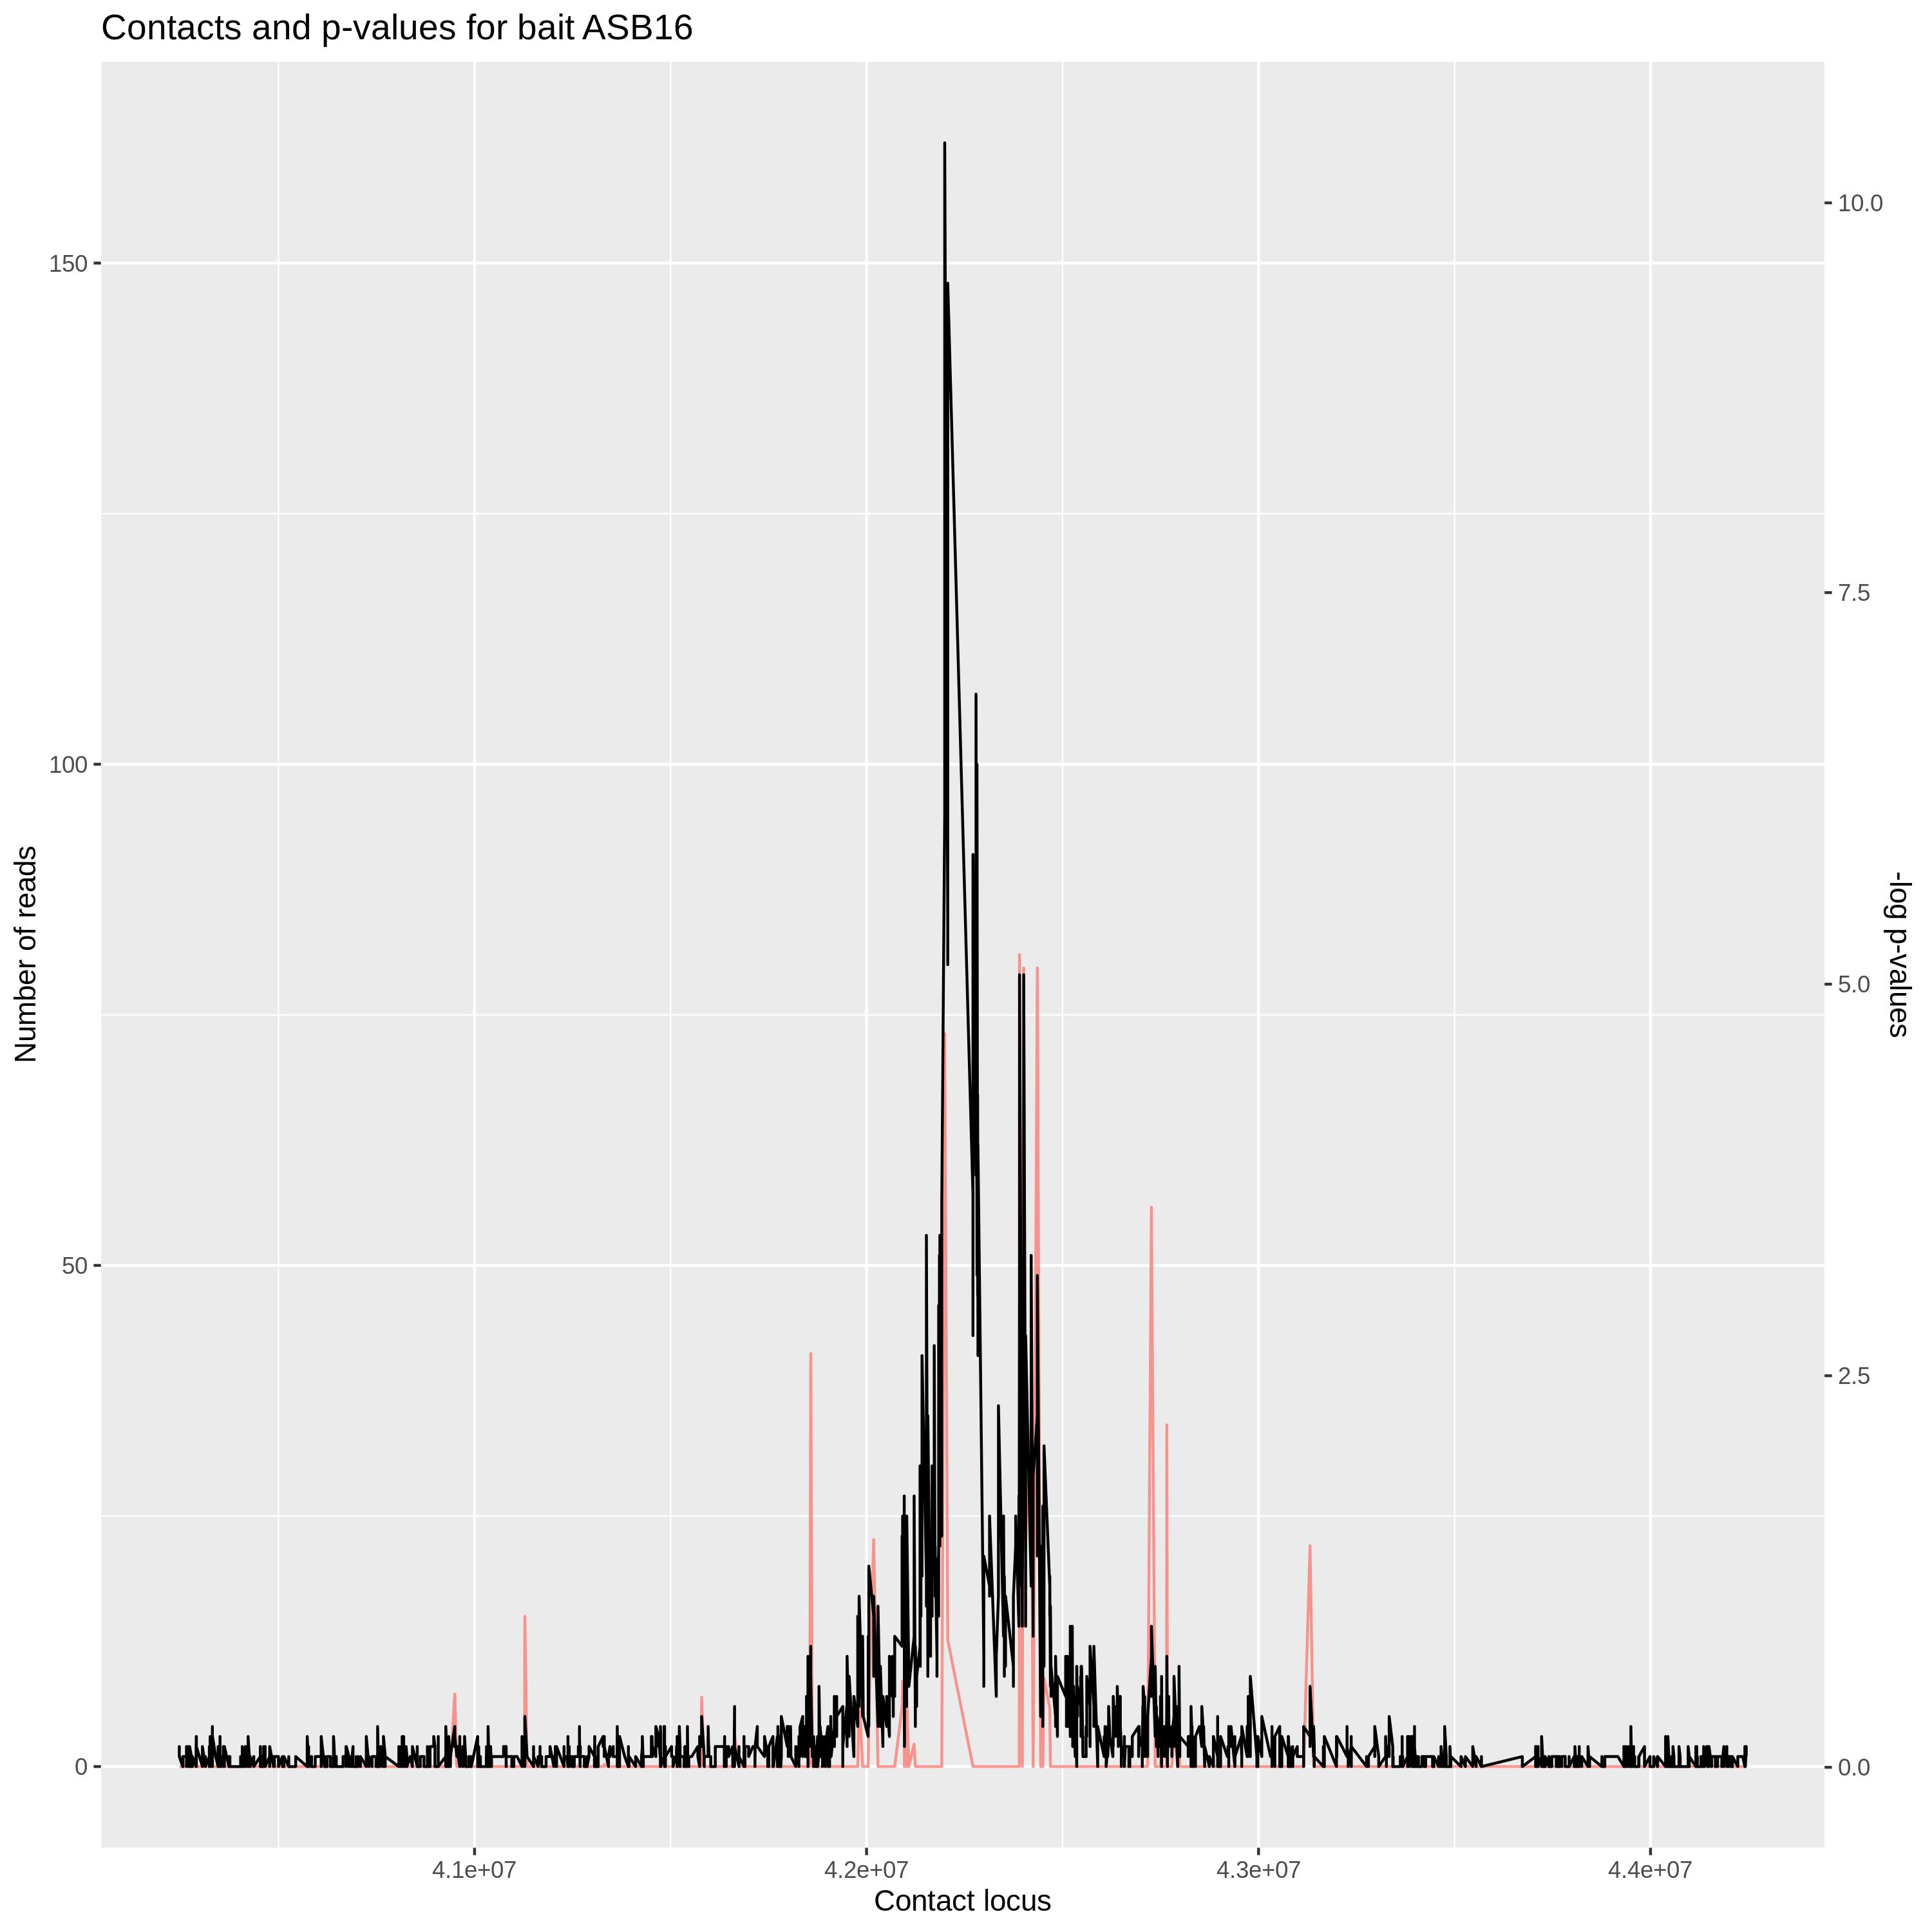 Contacts and p-values for bait ASB16
Number of reads
150
100
50
0
10.0
7.5
5.0
2.5
0.0
-log p-values
4.1e+07 4.2e+07 4.3e+07 4.4e+07
Contact locus